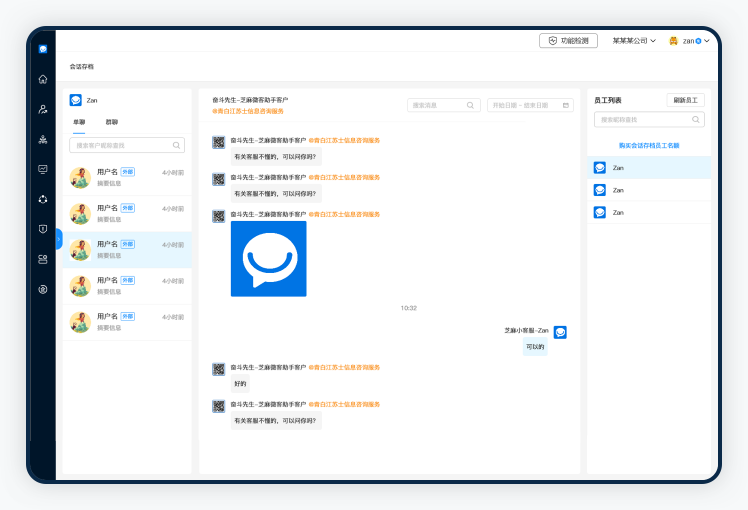 功能检测
某某某公司
zan
会话存档
Zan
单聊
群聊
搜索客户昵称查找
用户名 外部 4小时前
摘要信息
用户名 外部 4小时前
摘要信息
用户名 外部 4小时前
摘要信息
用户名 外部 4小时前
摘要信息
用户名 外部 4小时前
摘要信息
奋斗先生-芝麻微客助手客户
@青白江苏士信息咨询服务
搜索消息
开始日期 - 结束日期
奋斗先生-芝麻微客助手客户 @青白江苏士信息咨询服务
有关客服不懂的，可以问你吗?
奋斗先生-芝麻微客助手客户 @青白江苏士信息咨询服务
有关客服不懂的，可以问你吗?
奋斗先生-芝麻微客助手客户 @青白江苏士信息咨询服务
10:32
芝麻小客服-Zan
可以的
奋斗先生-芝麻微客助手客户 @青白江苏士信息咨询服务
好的
奋斗先生-芝麻微客助手客户 @青白江苏士信息咨询服务
有关客服不懂的，可以问你吗?
员工列表
刷新员工
搜索昵称查找
购买会话存档员工名额
Zan
Zan
Zan